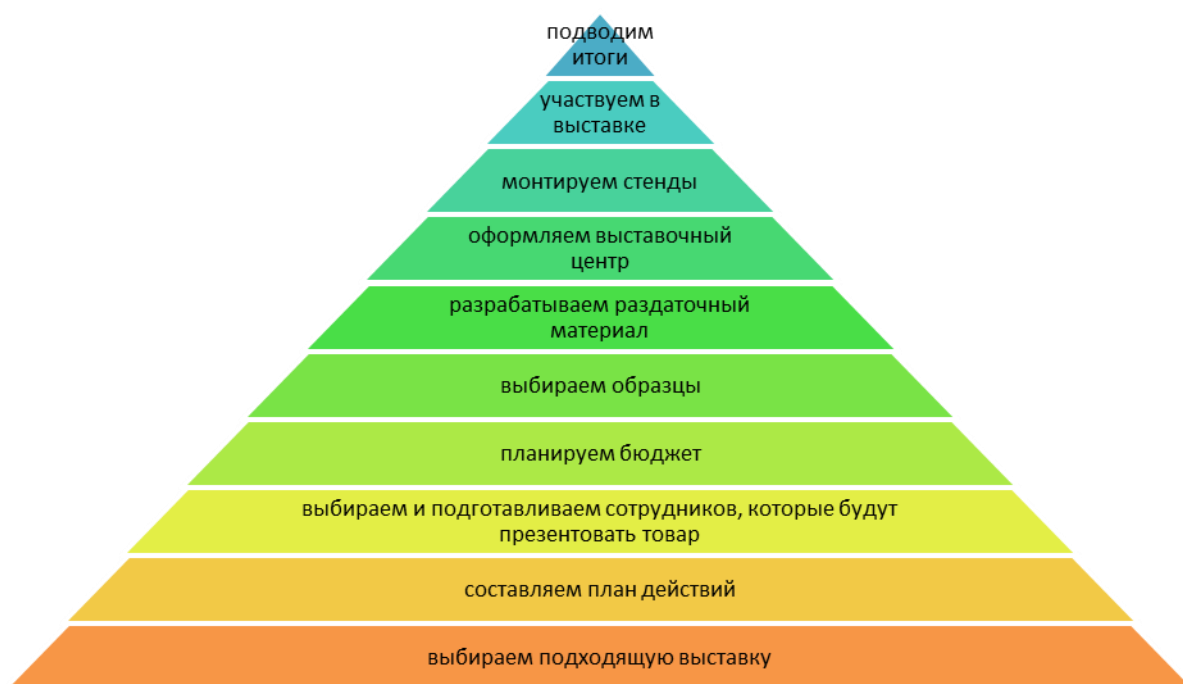 подводим
итоги
участвуем в
выставке
монтируем стенды
оформляем выставочный
центр
разрабатываем раздаточный
материал
выбираем образцы
планируем бюджет
выбираем и подготавливаем сотрудников, которые будут
презентовать товар
составляем план действий
выбираем подходящую выставку